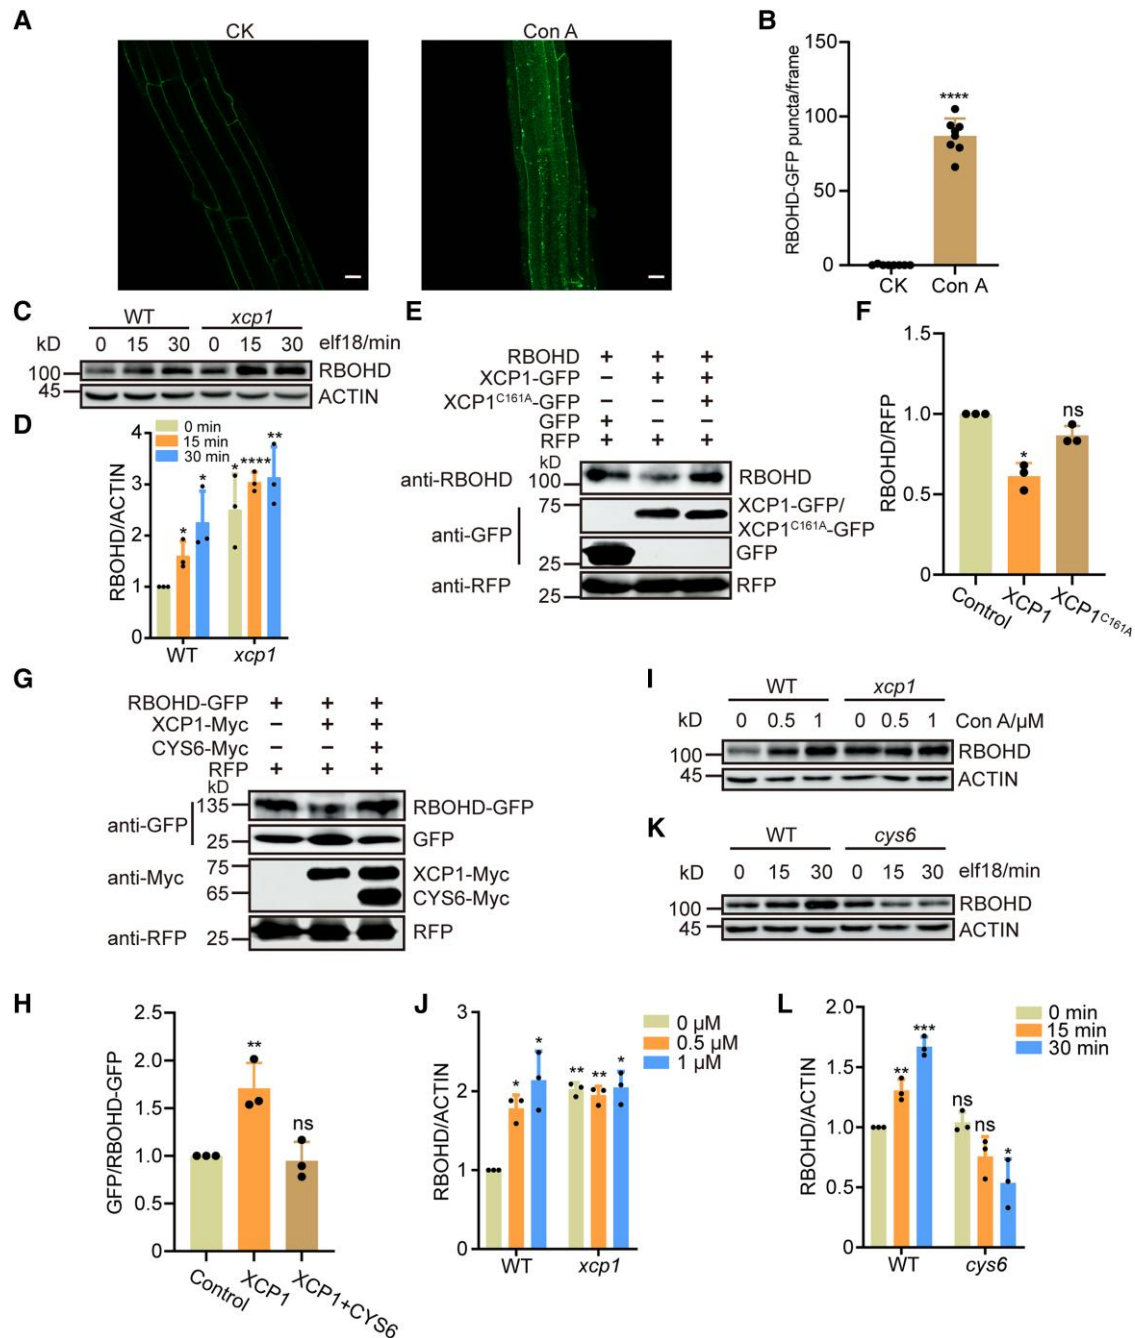 A
CK
Con A
B
RBOHD-GFP puncta/frame
150
100
50
0
****
CK
Con A
C
WT
xcp1
kD
0
15
30
0
15
30
elf18/min
100
RBOHD
45
ACTIN
D
RBOHD/ACTIN
0 min
15 min
30 min
4
3
2
1
0
*
*
*
****
**
WT
xcp1
E
RBOHD + + +
XCP1-GFP – + +
XCP1C161A-GFP – – +
GFP + – –
RFP + + +
kD
anti-RBOHD
100
RBOHD
75
XCP1-GFP/
XCP1C161A-GFP
anti-GFP
25
GFP
anti-RFP
25
RFP
F
RBOHD/RFP
1.5
1.0
0.5
0
*
ns
Control
XCP1
XCP1C161A
G
RBOHD-GFP + + +
XCP1-Myc – + +
CYS6-Myc – – +
RFP + + +
kD
anti-GFP
135
RBOHD-GFP
25
GFP
anti-Myc
75
XCP1-Myc
65
CYS6-Myc
anti-RFP
25
RFP
I
WT
xcp1
kD
0 0.5 1 0 0.5 1 Con A/μM
100
RBOHD
45
ACTIN
K
WT
cys6
kD
0 15 30 0 15 30 elf18/min
100
RBOHD
45
ACTIN
H
GFP/RBOHD-GFP
2.5
2.0
1.5
1.0
0.5
0
**
ns
Control
XCP1
XCP1+CYS6
J
RBOHD/ACTIN
3
2
1
0
0 μM
0.5 μM
1 μM
*
*
**
**
*
WT
xcp1
L
RBOHD/ACTIN
2.0
1.5
1.0
0.5
0
0 min
15 min
30 min
**
***
ns
ns
*
WT
cys6